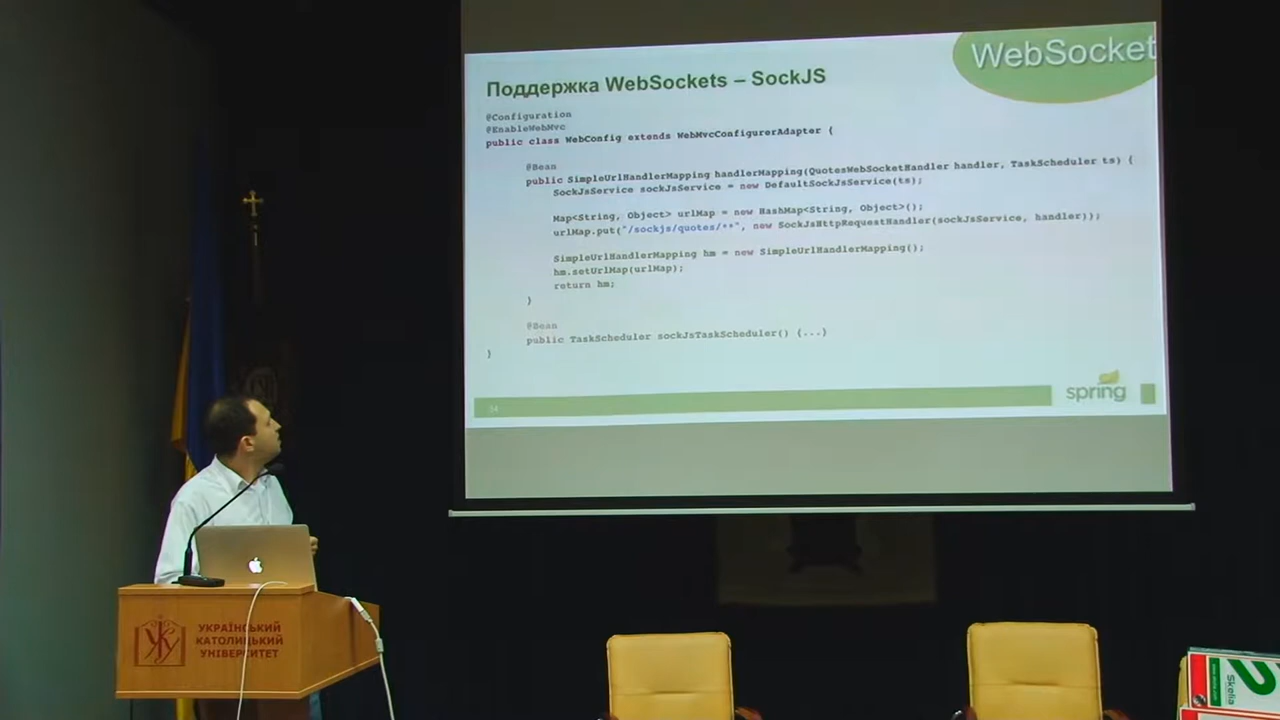 WebSocket
Поддержка WebSockets – SockJS
@Configuration
@EnableWebMvc
public class WebConfig extends WebMvcConfigurerAdapter {
@Bean
public SimpleUrlHandlerMapping handlerMapping(QuotesWebSocketHandler handler, TaskScheduler ts) {
SockJsService sockJsService = new DefaultSockJsService(ts);
Map<String, Object> urlMap = new HashMap<String, Object>();
urlMap.put("/sockjs/quotes/**", new SockJsHttpRequestHandler(sockJsService, handler));
SimpleUrlHandlerMapping hm = new SimpleUrlHandlerMapping();
hm.setUrlMap(urlMap);
return hm;
}
@Bean
public TaskScheduler sockJsTaskScheduler() {...}
}
54
spring
УКРАЇНСЬКИЙ
КАТОЛИЦЬКИЙ
УНІВЕРСИТЕТ
2
Skelia